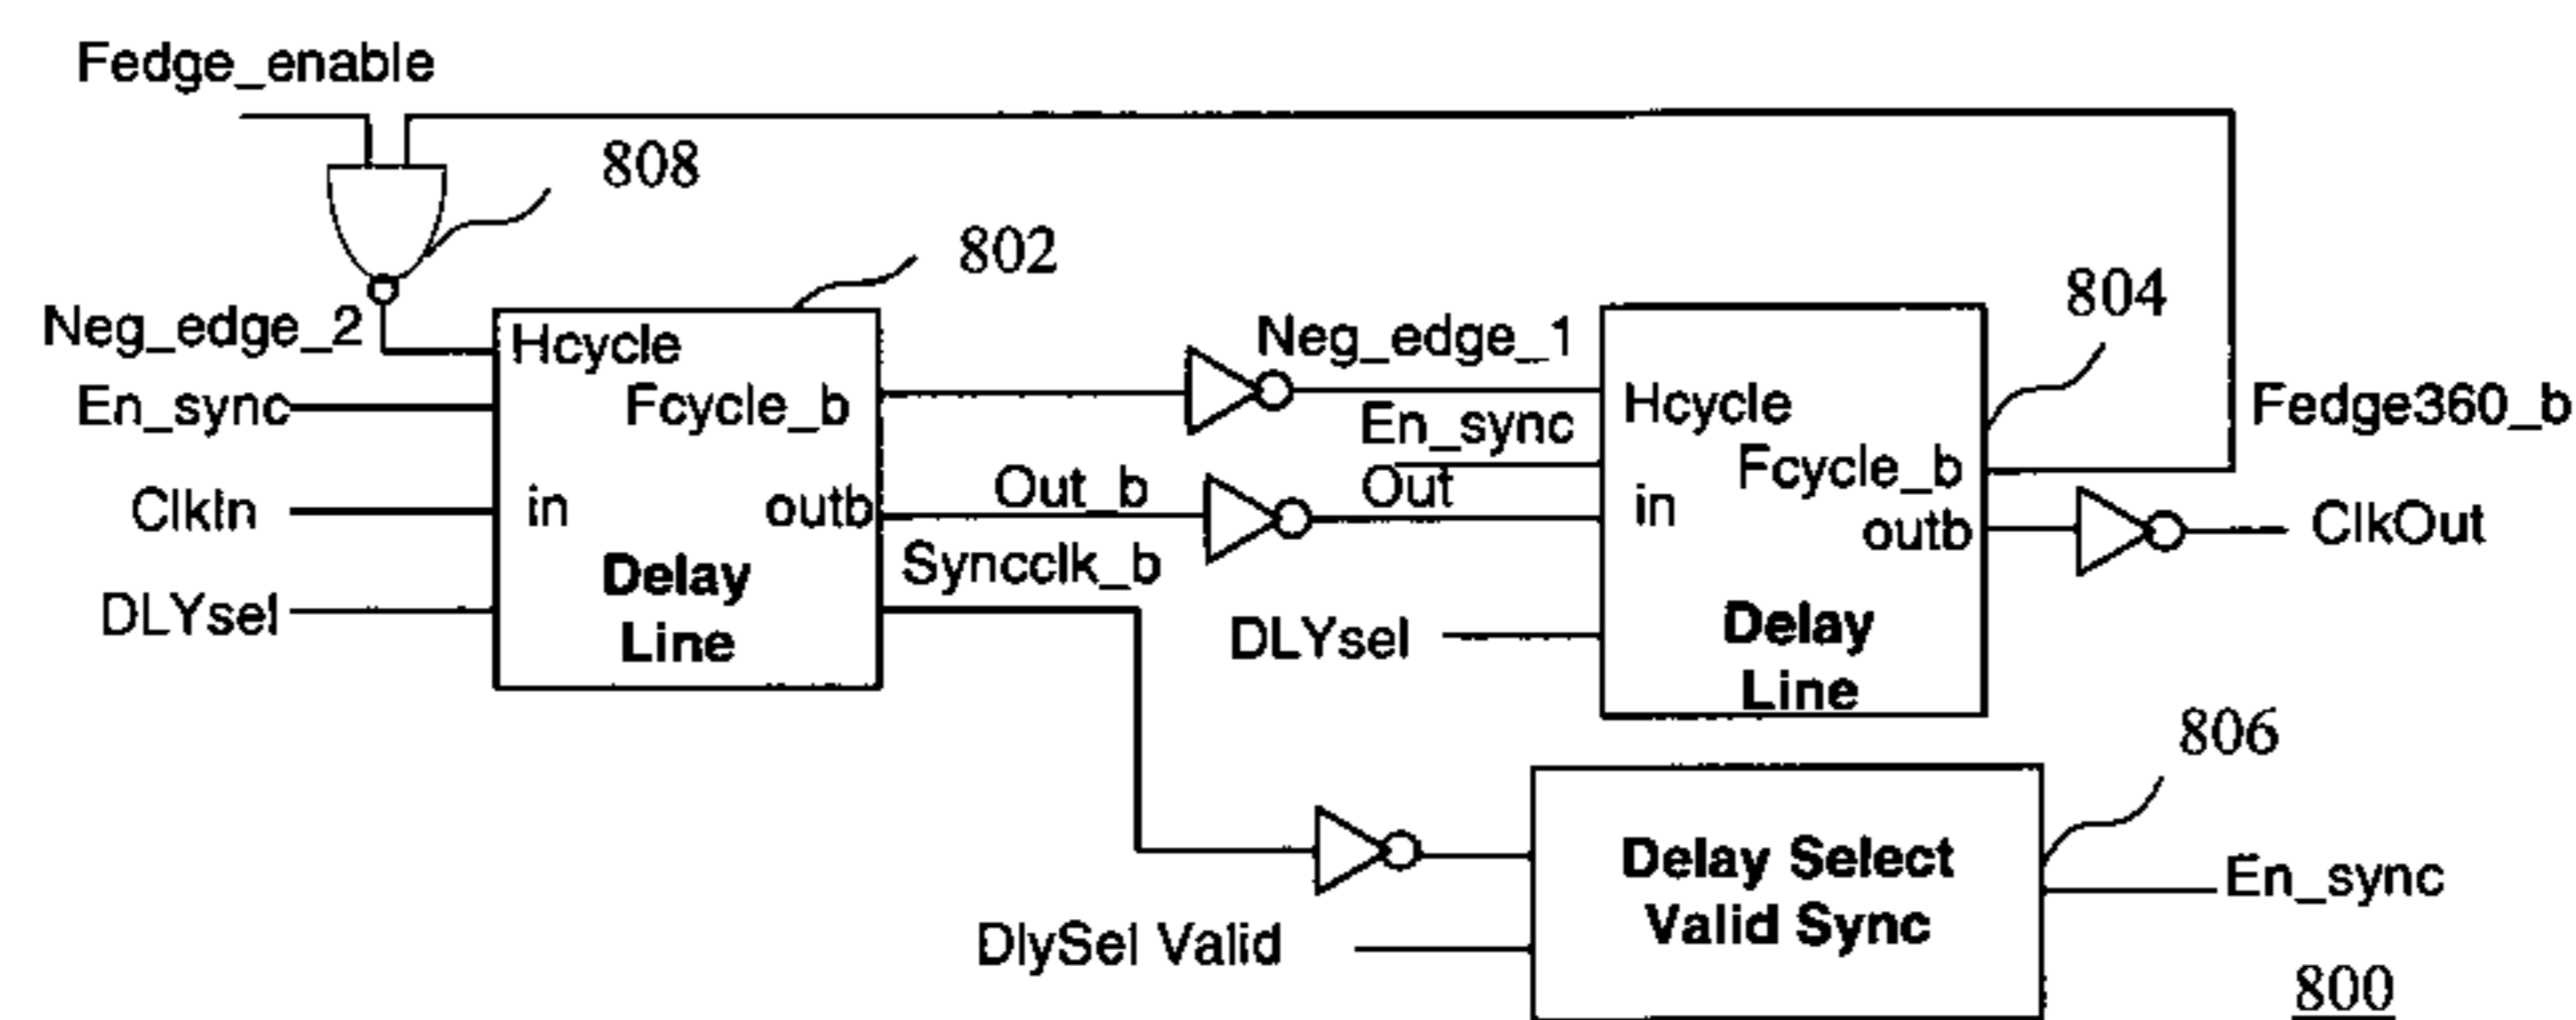 Fedge_enable
808
802
804
Neg_edge_2
Hcycle
Neg_edge_1
En_sync
Fcycle_b
Hcycle
Fedge360_b
En_sync
Fcycle_b
ClkIn
in
outb
Out_b
Out
in
outb
ClkOut
Syncclk_b
Delay
Line
DLYsel
DLYsel
Delay
Line
806
Delay Select
Valid Sync
En_sync
DlySel Valid
800